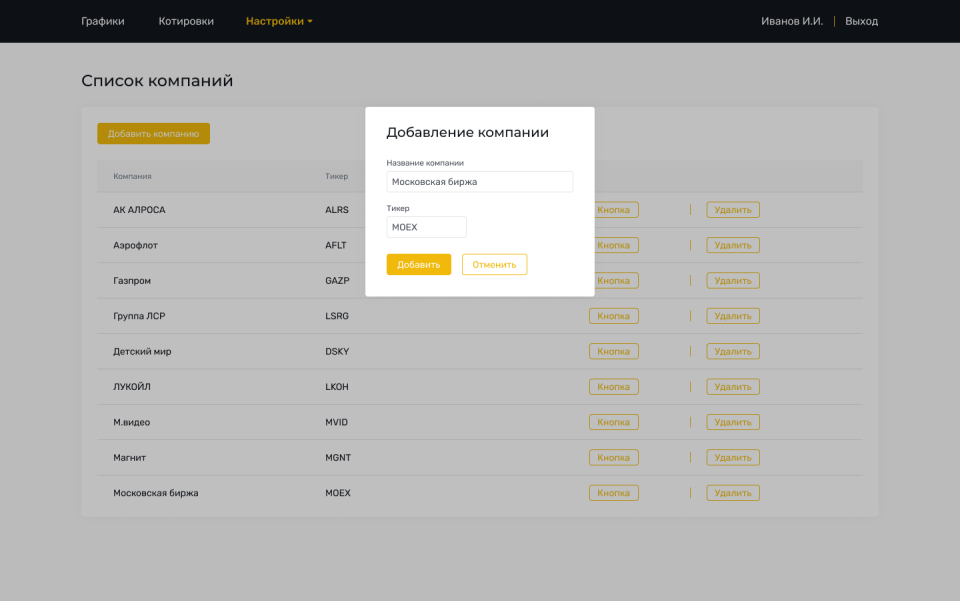 Графики Котировки Настройки Иванов И.И. Выход
Список компаний
Добавить компанию
Компания Тикер
АК АЛРОСА ALRS Кнопка Удалить
Аэрофлот AFLT Кнопка Удалить
Газпром GAZP Кнопка Удалить
Группа ЛСР LSRG Кнопка Удалить
Детский мир DSKY Кнопка Удалить
ЛУКОЙЛ LKOH Кнопка Удалить
М.видео MVID Кнопка Удалить
Магнит MGNT Кнопка Удалить
Московская биржа MOEX Кнопка Удалить
Добавление компании
Название компании
Московская биржа
Тикер
MOEX
Добавить Отменить